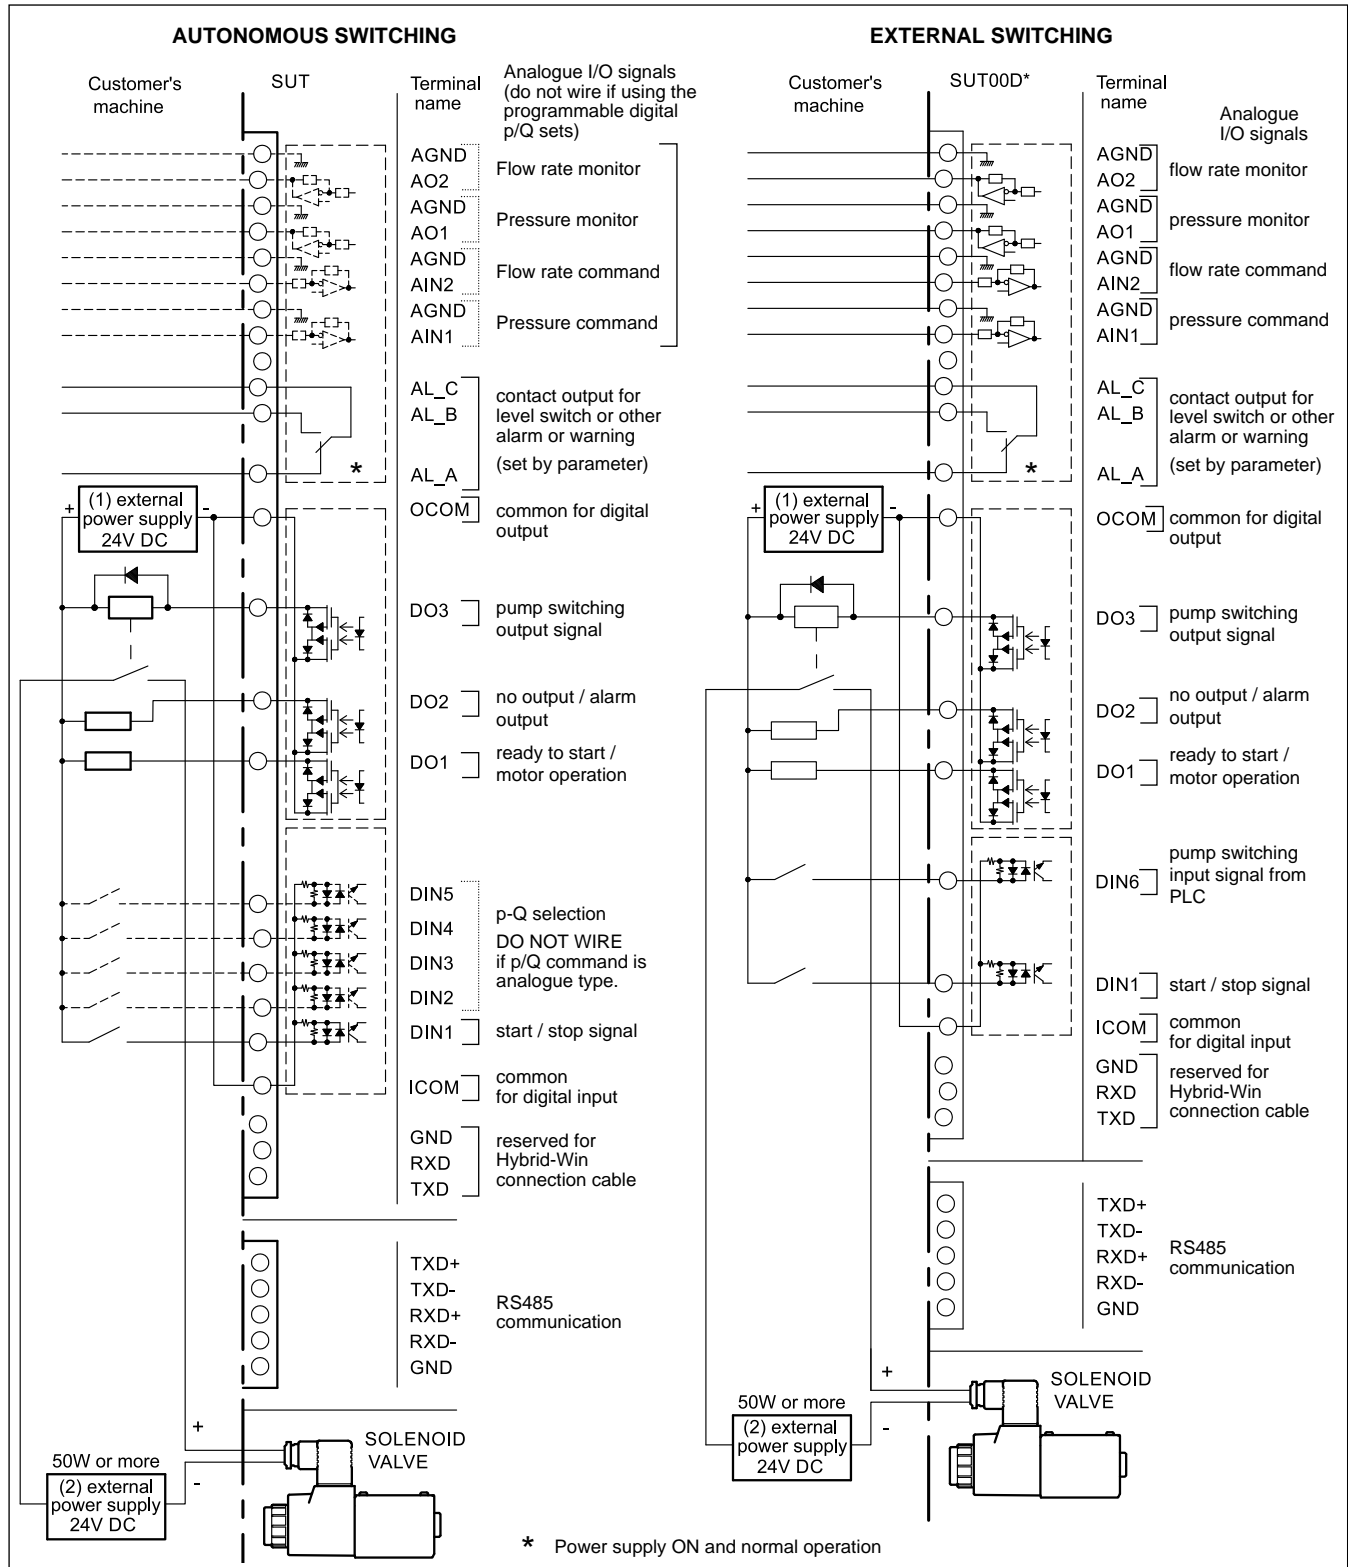 AUTONOMOUS SWITCHING
Customer's
machine
SUT
Terminal
name
Analogue I/O signals
(do not wire if using the
programmable digital
p/Q sets)
AGND
AO2
Flow rate monitor
AGND
AO1
Pressure monitor
AGND
AIN2
Flow rate command
AGND
AIN1
Pressure command
AL_C
AL_B
AL_A
contact output for
level switch or other
alarm or warning
(set by parameter)
*
+
(1) external
power supply
24V DC
-
OCOM
common for digital
output
DO3
pump switching
output signal
DO2
no output / alarm
output
DO1
ready to start /
motor operation
DIN5
DIN4
DIN3
DIN2
p-Q selection
DO NOT WIRE
if p/Q command is
analogue type.
DIN1
start / stop signal
ICOM
common
for digital input
GND
RXD
TXD
reserved for
Hybrid-Win
connection cable
TXD+
TXD-
RXD+
RXD-
GND
RS485
communication
+
SOLENOID
VALVE
50W or more
-
(2) external
power supply
24V DC
EXTERNAL SWITCHING
Customer's
machine
SUT00D*
Terminal
name
Analogue
I/O signals
AGND
AO2
flow rate monitor
AGND
AO1
pressure monitor
AGND
AIN2
flow rate command
AGND
AIN1
pressure command
AL_C
AL_B
AL_A
contact output for
level switch or other
alarm or warning
(set by parameter)
*
+
(1) external
power supply
24V DC
-
OCOM
common for digital
output
DO3
pump switching
output signal
DO2
no output / alarm
output
DO1
ready to start /
motor operation
DIN6
pump switching
input signal from
PLC
DIN1
start / stop signal
ICOM
common
for digital input
GND
RXD
TXD
reserved for
Hybrid-Win
connection cable
TXD+
TXD-
RXD+
RXD-
GND
RS485
communication
+
SOLENOID
VALVE
50W or more
-
(2) external
power supply
24V DC
* Power supply ON and normal operation